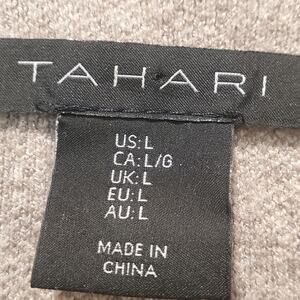 TAHARI
US: L
CA: L/G
UK: L
EU: L
AU: L
MADE IN
CHINA